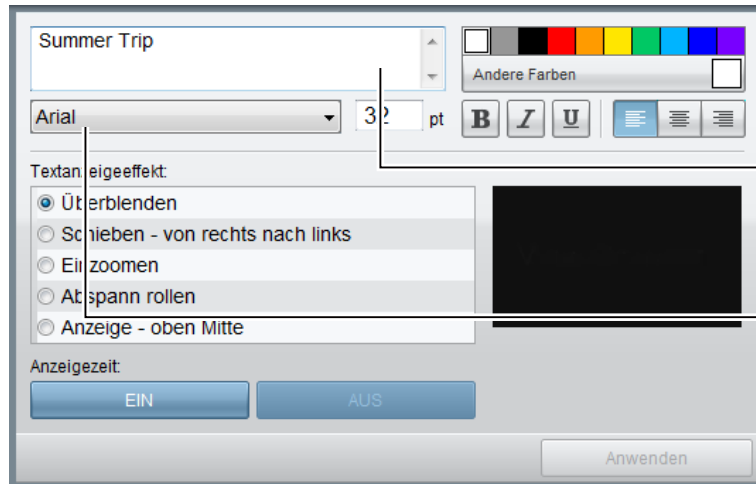 Summer Trip
Andere Farben
Arial 32 pt B I U
Textanzeigeeffekt:
Überblenden
Schieben - von rechts nach links
Einzoomen
Abspann rollen
Anzeige - oben Mitte
Anzeigezeit:
EIN AUS
Anwenden